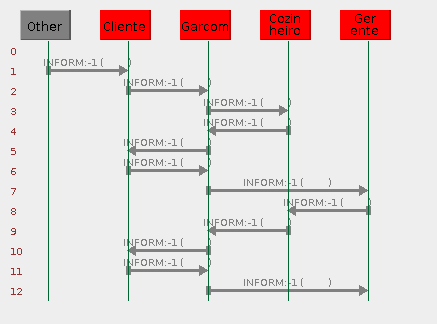 Other Cliente Garcom Cozin
heiro Ger
ente
0
1 INFORM:-1 ( )
2 INFORM:-1 ( )
3 INFORM:-1 ( )
4 INFORM:-1 ( )
5 INFORM:-1 ( )
6 INFORM:-1 ( )
7 INFORM:-1 ( )
8 INFORM:-1 ( )
9 INFORM:-1 ( )
10 INFORM:-1 ( )
11 INFORM:-1 ( )
12 INFORM:-1 ( )